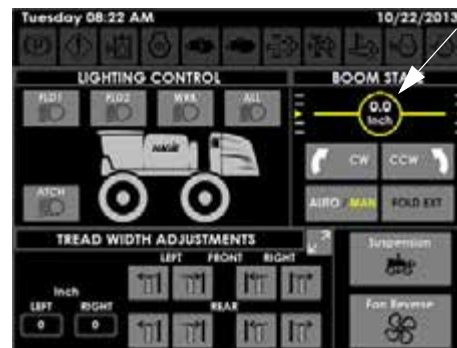 Tuesday 08:22 AM 10/22/2013
LIGHTING CONTROL
FLD1 FLD2 WRK ALL
ATCH
BOOM
0.0
Inch
CW CCW
AUTO / MAN FOLD EXT
TREAD WIDTH ADJUSTMENTS
LEFT FRONT RIGHT
Inch
LEFT RIGHT
REAR
0 0
Suspension
Fan Reverse